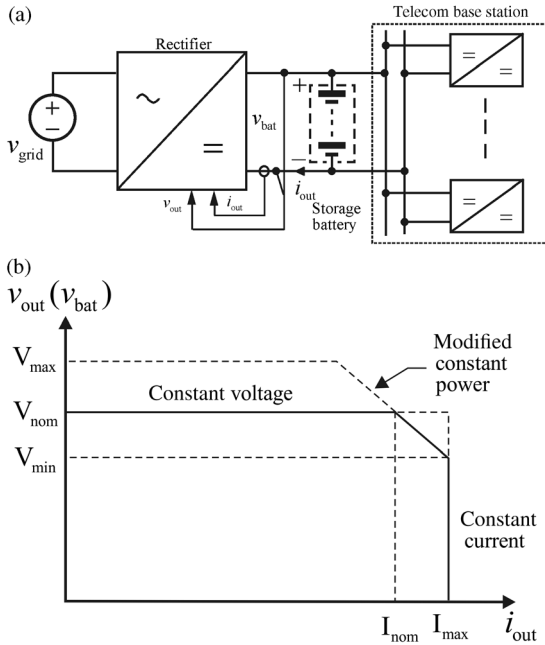 (a)
Telecom base station
Rectifier
~
=
+
−
v_grid
v_bat
+
−
v_out
i_out
i_out
Storage
battery
=
=
=
=
(b)
v_out (v_bat)
V_max
V_nom
V_min
Constant voltage
Modified
constant
power
Constant
current
I_nom
I_max
i_out